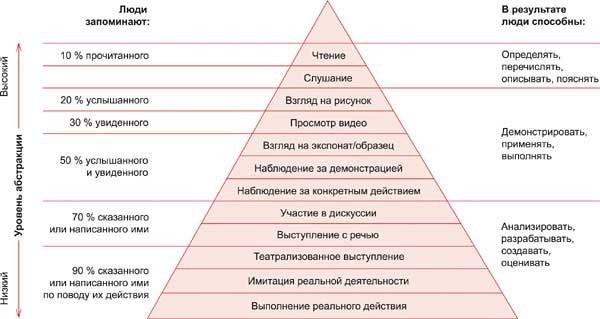 Люди
запоминают:
В результате
люди способны:
Высокий
Уровень абстракции
Низкий
10 % прочитанного
20 % услышанного
30 % увиденного
50 % услышанного
и увиденного
70 % сказанного
или написанного ими
90 % сказанного
или написанного ими
по поводу их действия
Чтение
Слушание
Взгляд на рисунок
Просмотр видео
Взгляд на экспонат/образец
Наблюдение за демонстрацией
Наблюдение за конкретным действием
Участие в дискуссии
Выступление с речью
Театрализованное выступление
Имитация реальной деятельности
Выполнение реального действия
Определять,
перечислять,
описывать, пояснять
Демонстрировать,
применять,
выполнять
Анализировать,
разрабатывать,
создавать,
оценивать